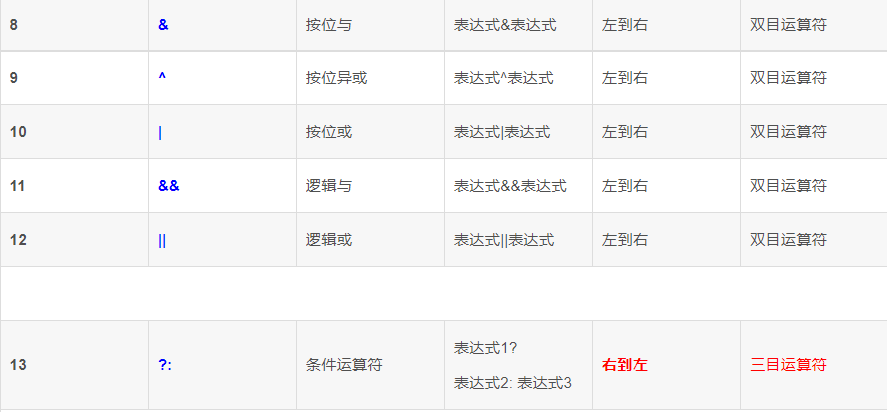 8 & 按位与 表达式&表达式 左到右 双目运算符
9 ^ 按位异或 表达式^表达式 左到右 双目运算符
10 | 按位或 表达式|表达式 左到右 双目运算符
11 && 逻辑与 表达式&&表达式 左到右 双目运算符
12 || 逻辑或 表达式||表达式 左到右 双目运算符
13 ?: 条件运算符 表达式1? 右到左 三目运算符
表达式2: 表达式3